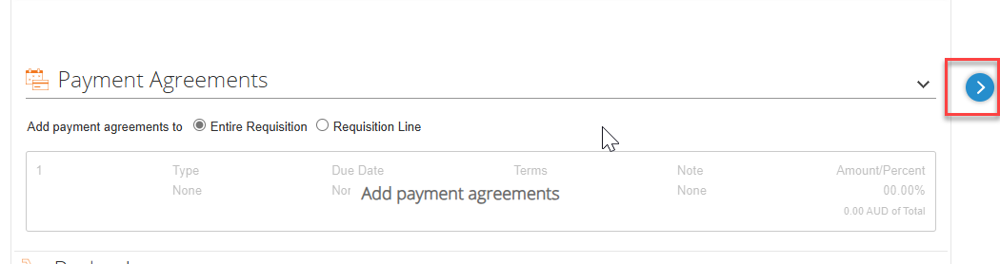 Payment Agreements
Add payment agreements to Entire Requisition Requisition Line
1 Type Due Date Terms Note Amount/Percent
None None 00.00%
Add payment agreements
0.00 AUD of Total